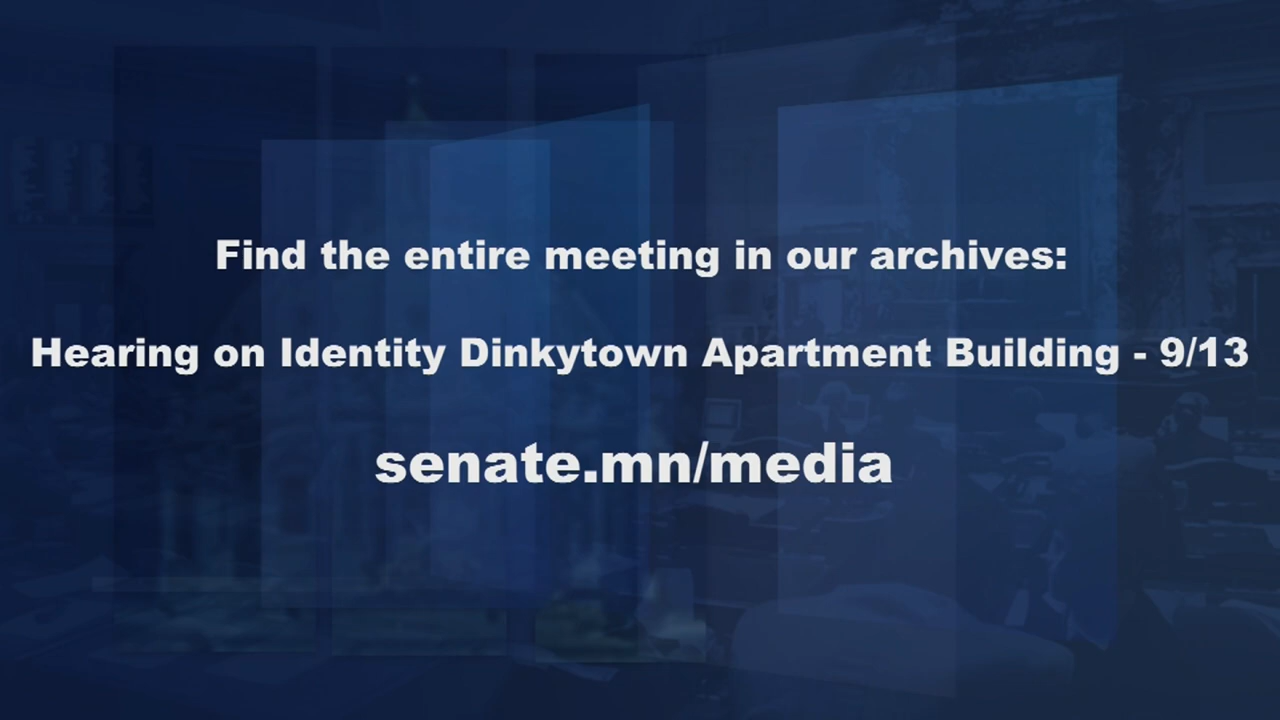 Find the entire meeting in our archives:
Hearing on Identity Dinkytown Apartment Building - 9/13
senate.mn/media